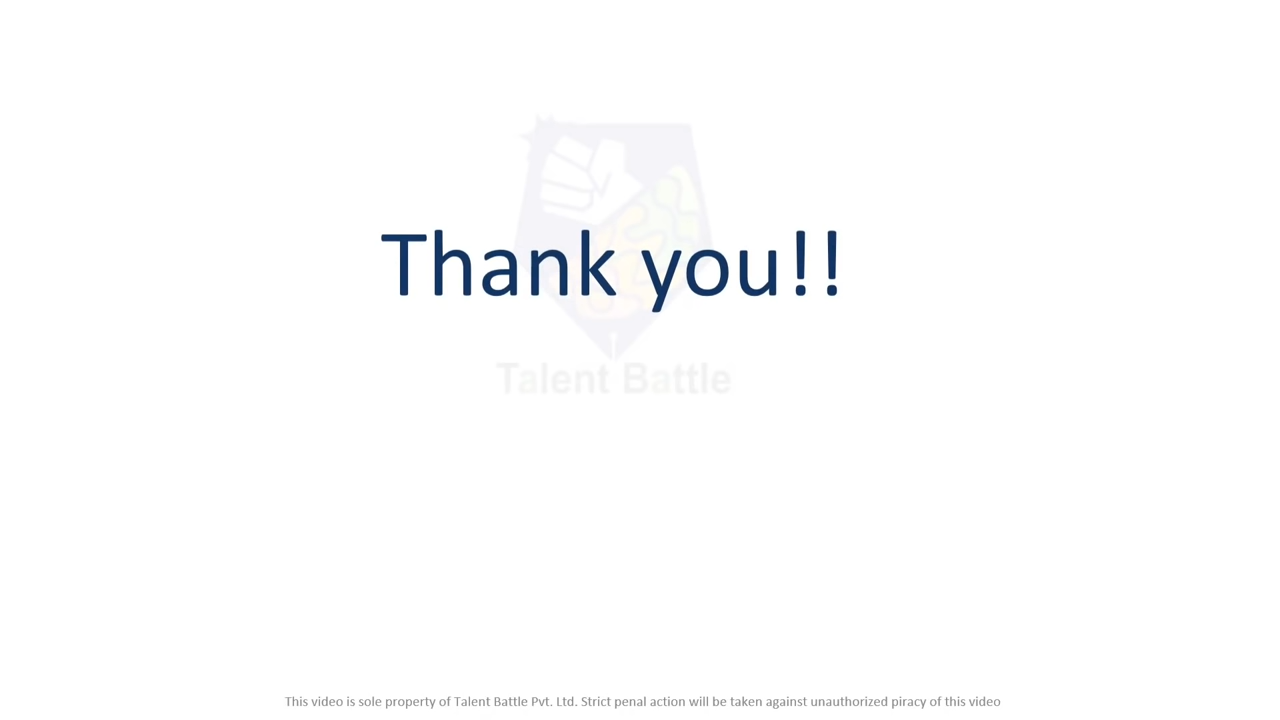 Thank you!!
Talent Battle
This video is sole property of Talent Battle Pvt. Ltd. Strict penal action will be taken against unauthorized piracy of this video